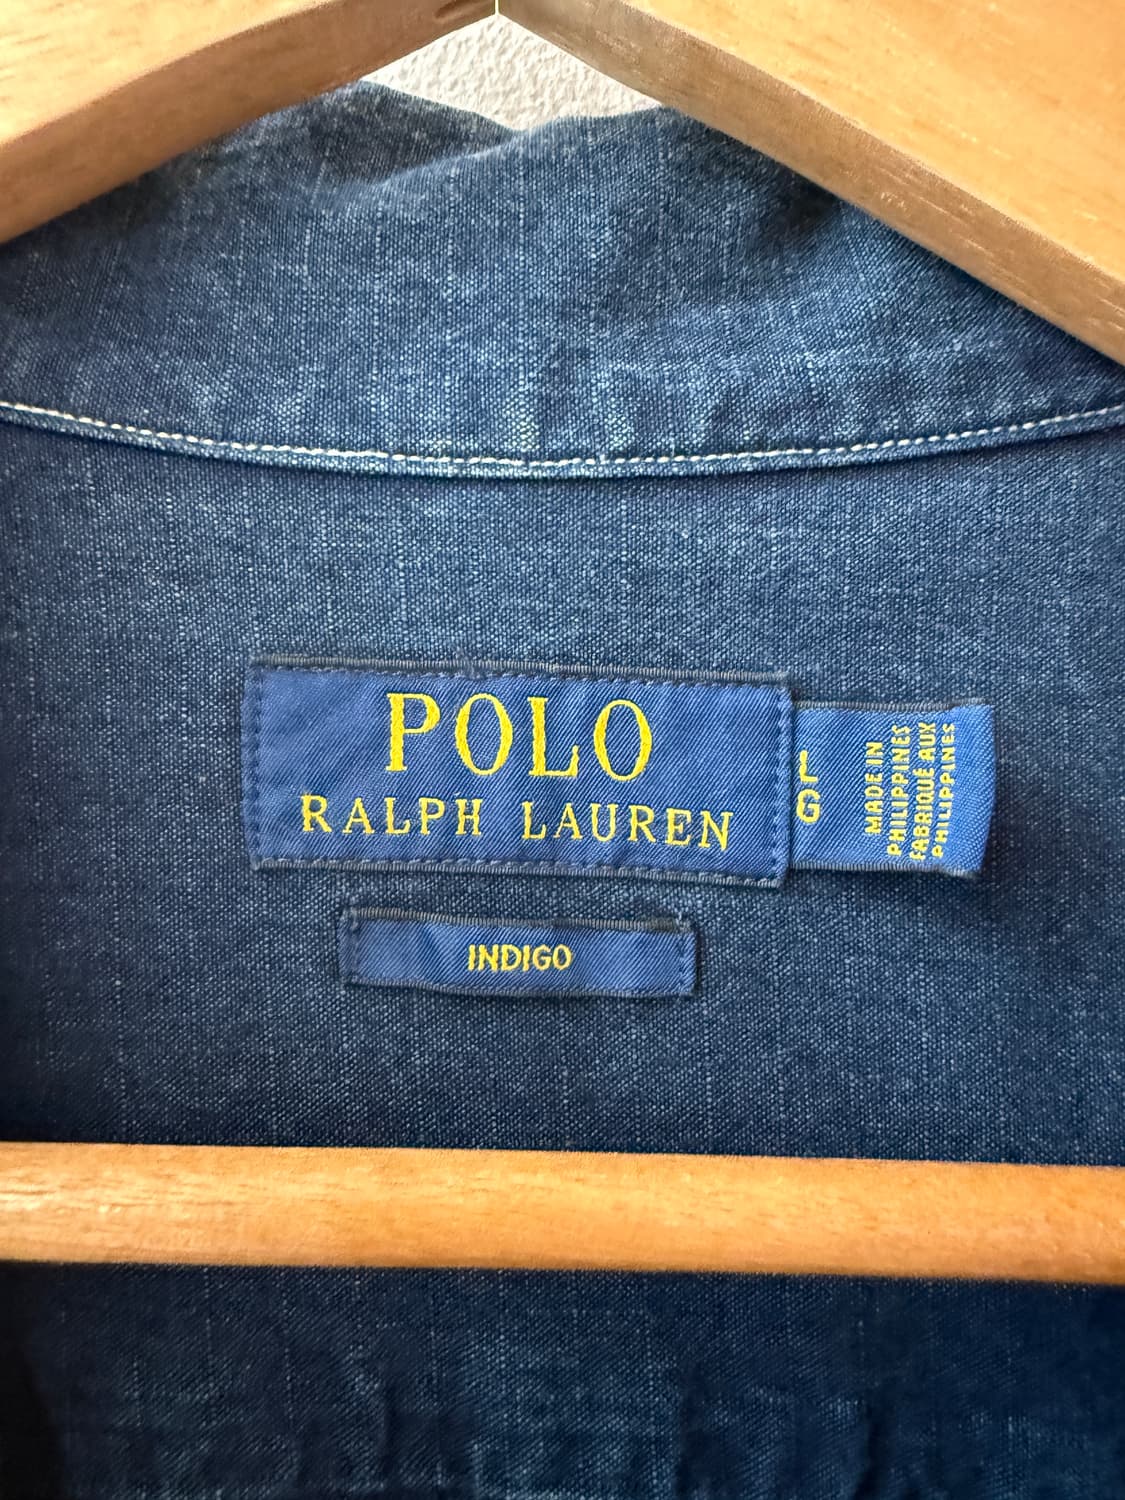 POLO
RALPH LAUREN
L
G
MADE IN
PHILIPPINES
FABRIQUÉ AUX
PHILIPPINES
INDIGO